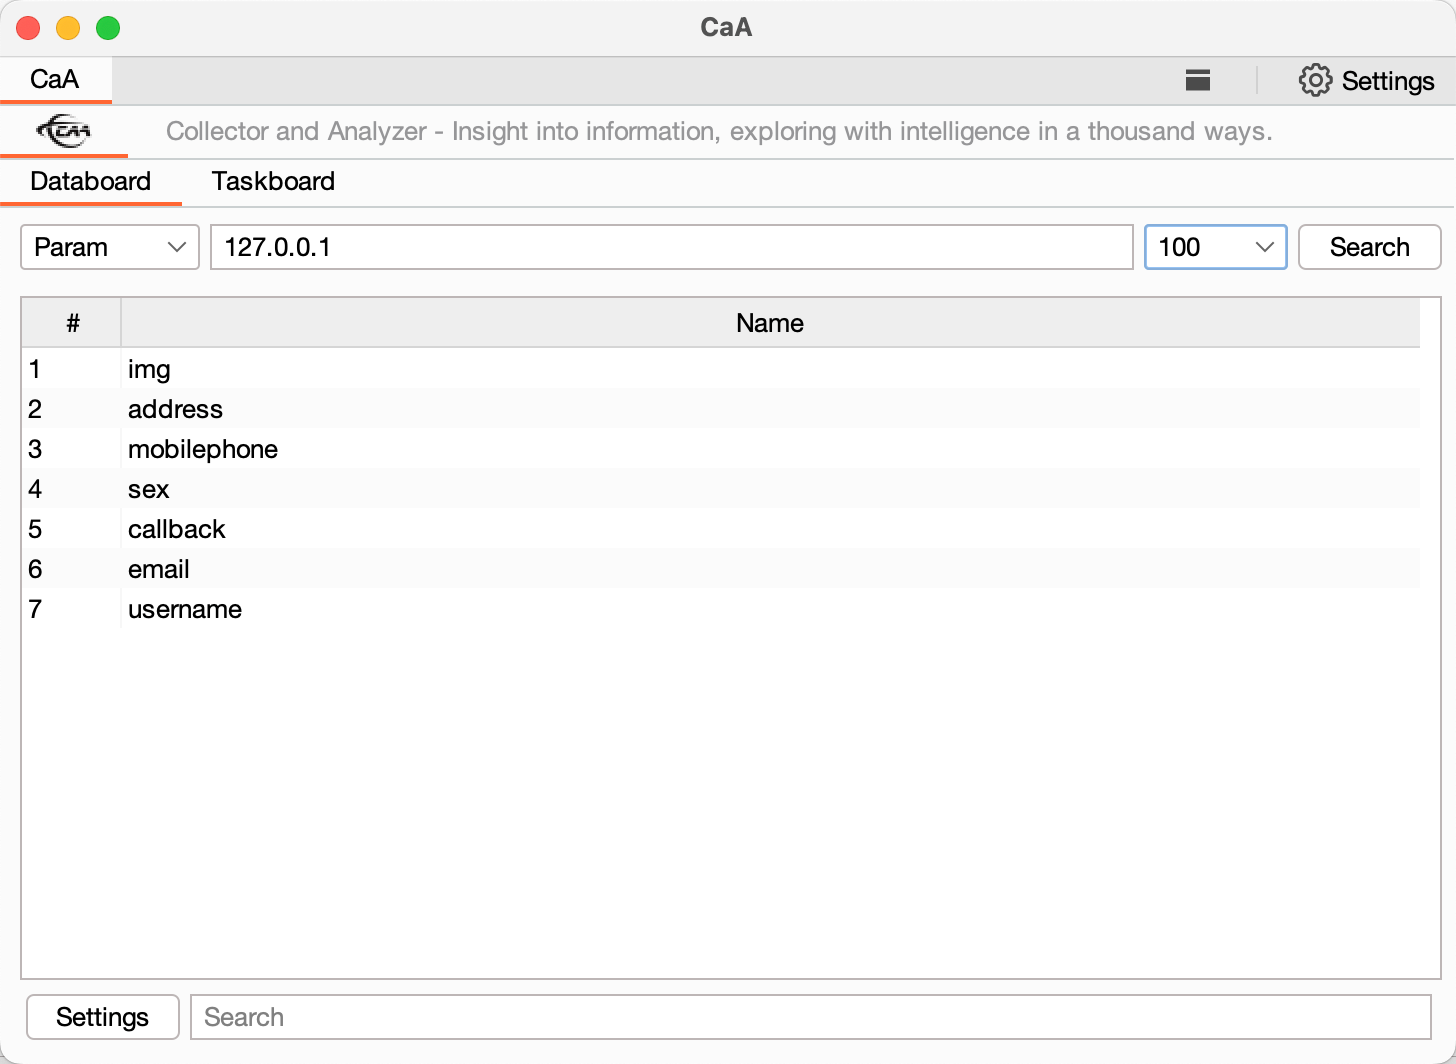 CaA
CaA
Settings
CAA
Collector and Analyzer - Insight into information, exploring with intelligence in a thousand ways.
Databoard Taskboard
Param 127.0.0.1 100 Search
# Name
1 img
2 address
3 mobilephone
4 sex
5 callback
6 email
7 username
Settings Search